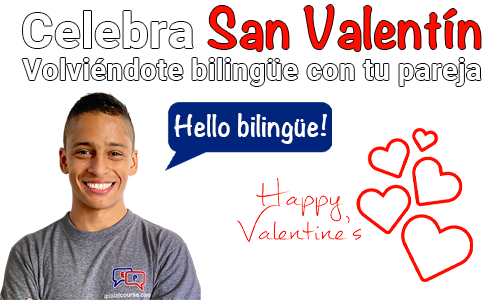 Celebra San Valentín
Volviéndote bilingüe con tu pareja
Hello bilingüe!
Happy,
Valentine's